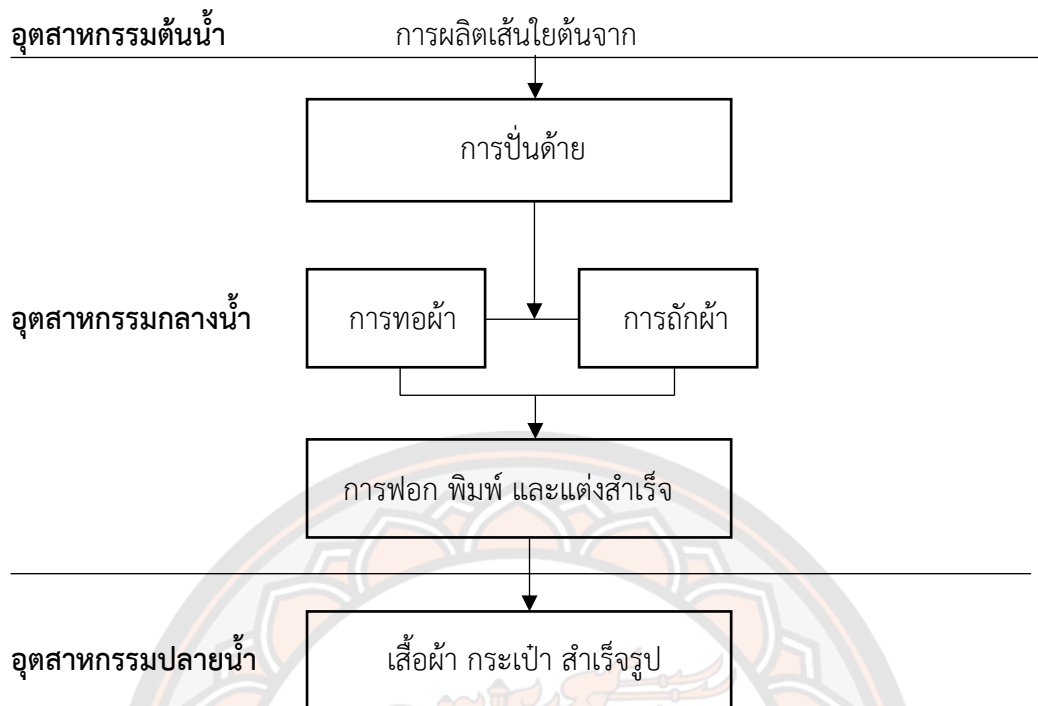 อุตสาหกรรมต้นน้ำ การผลิตเส้นใยต้นจาก
การปั่นด้าย
อุตสาหกรรมกลางน้ำ การทอผ้า การถักผ้า
การฟอก พิมพ์ และแต่งสำเร็จ
อุตสาหกรรมปลายน้ำ เสื้อผ้า กระเป๋า สำเร็จรูป